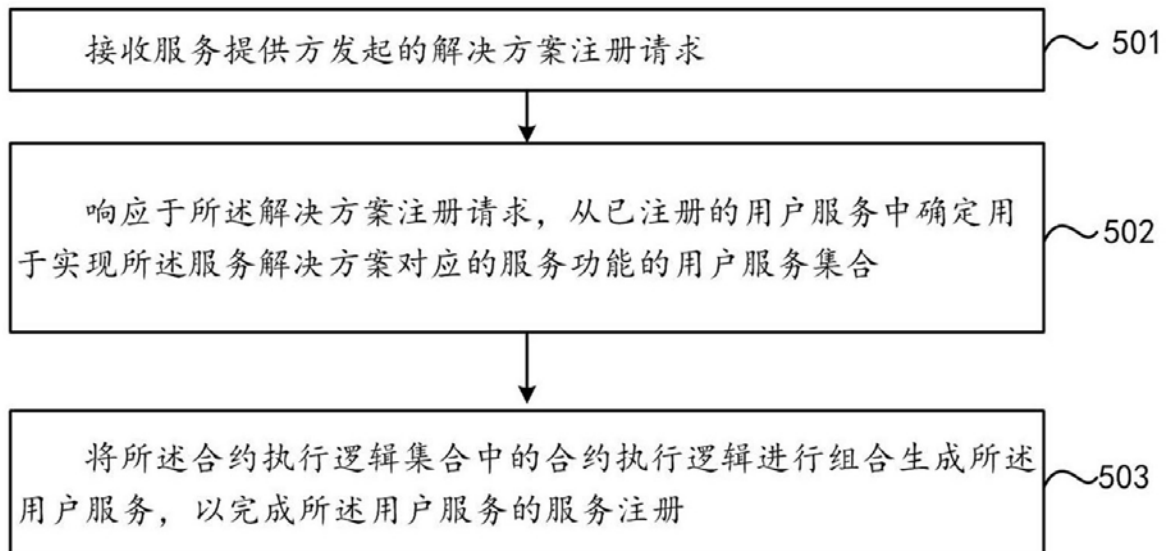 接收服务提供方发起的解决方案注册请求
501
响应于所述解决方案注册请求，从已注册的用户服务中确定用
于实现所述服务解决方案对应的服务功能的用户服务集合
502
将所述合约执行逻辑集合中的合约执行逻辑进行组合生成所述
用户服务，以完成所述用户服务的服务注册
503